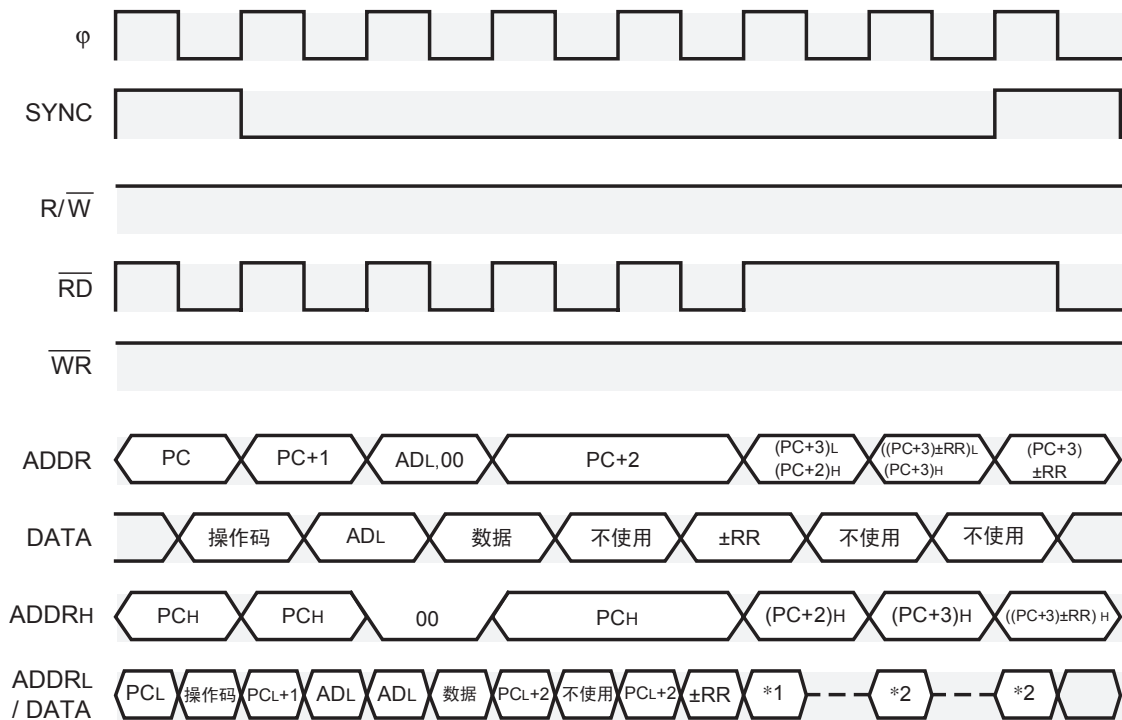 φ
SYNC
R/W
RD
WR
ADDR PC PC+1 ADL,00 PC+2 (PC+3)L ((PC+3)±RR)L (PC+3)
(PC+2)H (PC+3)H ±RR
DATA 操作码 ADL 数据 不使用 ±RR 不使用 不使用
ADDRH PCH PCH 00 PCH (PC+2)H (PC+3)H ((PC+3)±RR) H
ADDRL
/ DATA PCL 操作码 PCL+1 ADL ADL 数据 PCL+2 不使用 PCL+2 ±RR *1 *2 *2